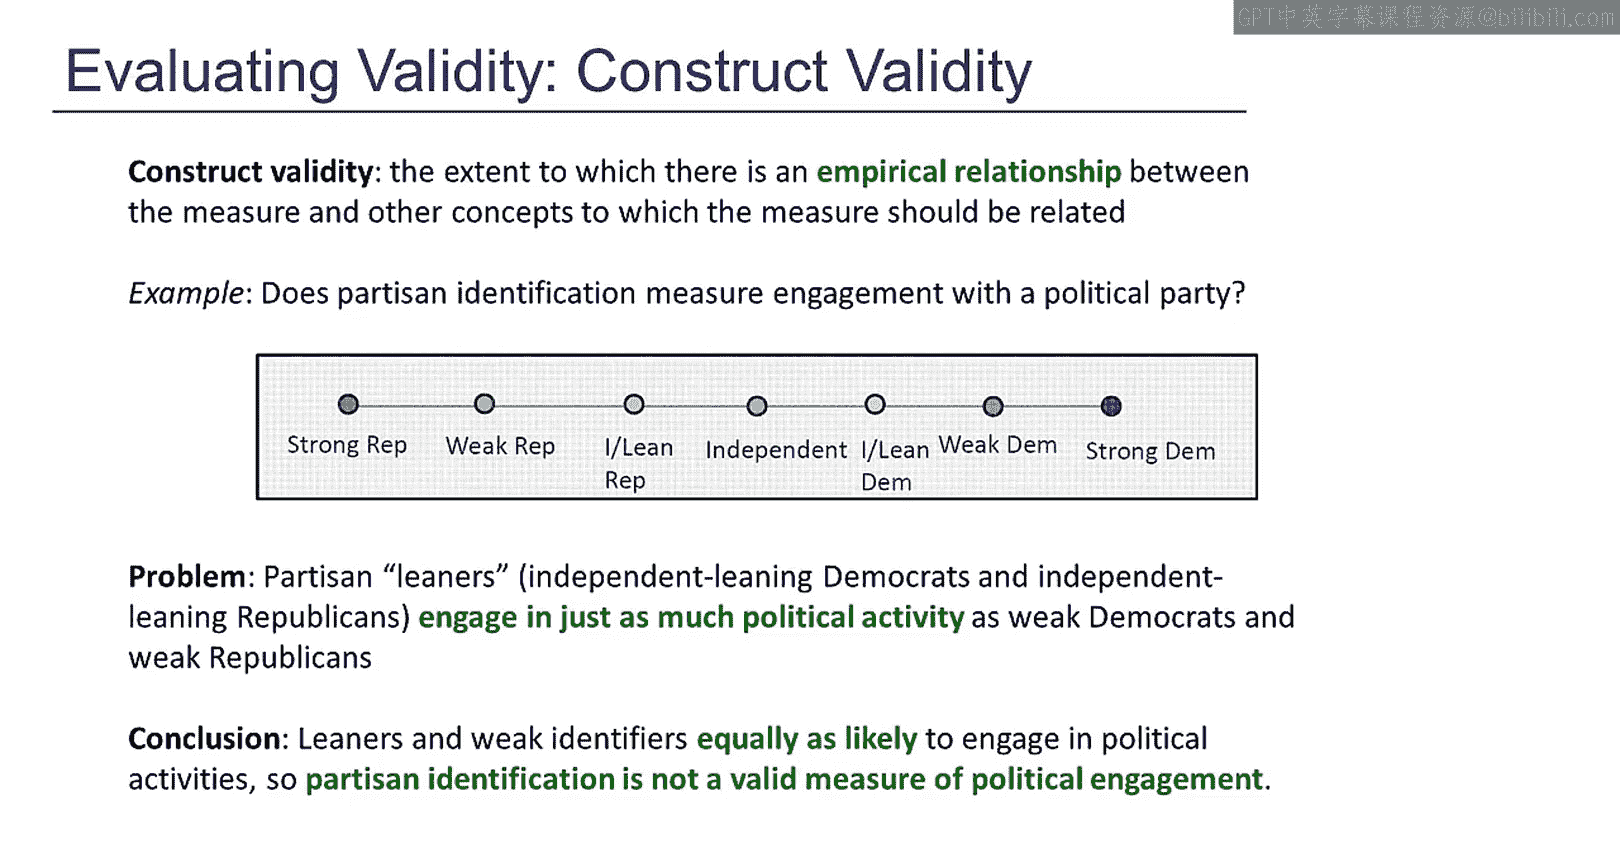 GPT中英字幕课程资源@bilibili.com
Evaluating Validity: Construct Validity
Construct validity: the extent to which there is an empirical relationship between
the measure and other concepts to which the measure should be related
Example: Does partisan identification measure engagement with a political party?
Strong Rep
Weak Rep
I/Lean
Rep
Independent
I/Lean
Dem
Weak Dem
Strong Dem
Problem: Partisan “leaners” (independent-leaning Democrats and independent-
leaning Republicans) engage in just as much political activity as weak Democrats and
weak Republicans
Conclusion: Leaners and weak identifiers equally as likely to engage in political
activities, so partisan identification is not a valid measure of political engagement.